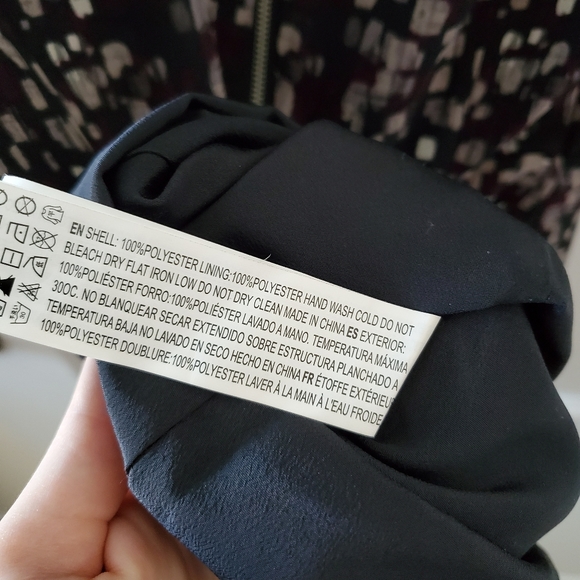 EN SHELL: 100%POLYESTER LINING:100%POLYESTER HAND WASH COLD DO NOT
BLEACH DRY FLAT IRON LOW DO NOT DRY CLEAN MADE IN CHINA ES EXTERIOR:
100%POLIÉSTER FORRO:100%POLIÉSTER LAVADO A MANO. TEMPERATURA MÁXIMA
30OC. NO BLANQUEAR SECAR EXTENDIDO SOBRE ESTRUCTURA PLANCHADO A
TEMPERATURA BAJA NO LAVADO EN SECO HECHO EN CHINA FR ÉTOFFE EXTÉRIEU
100%POLYESTER DOUBLURE:100%POLYESTER LAVER À LA MAIN À L'EAU FROIDE